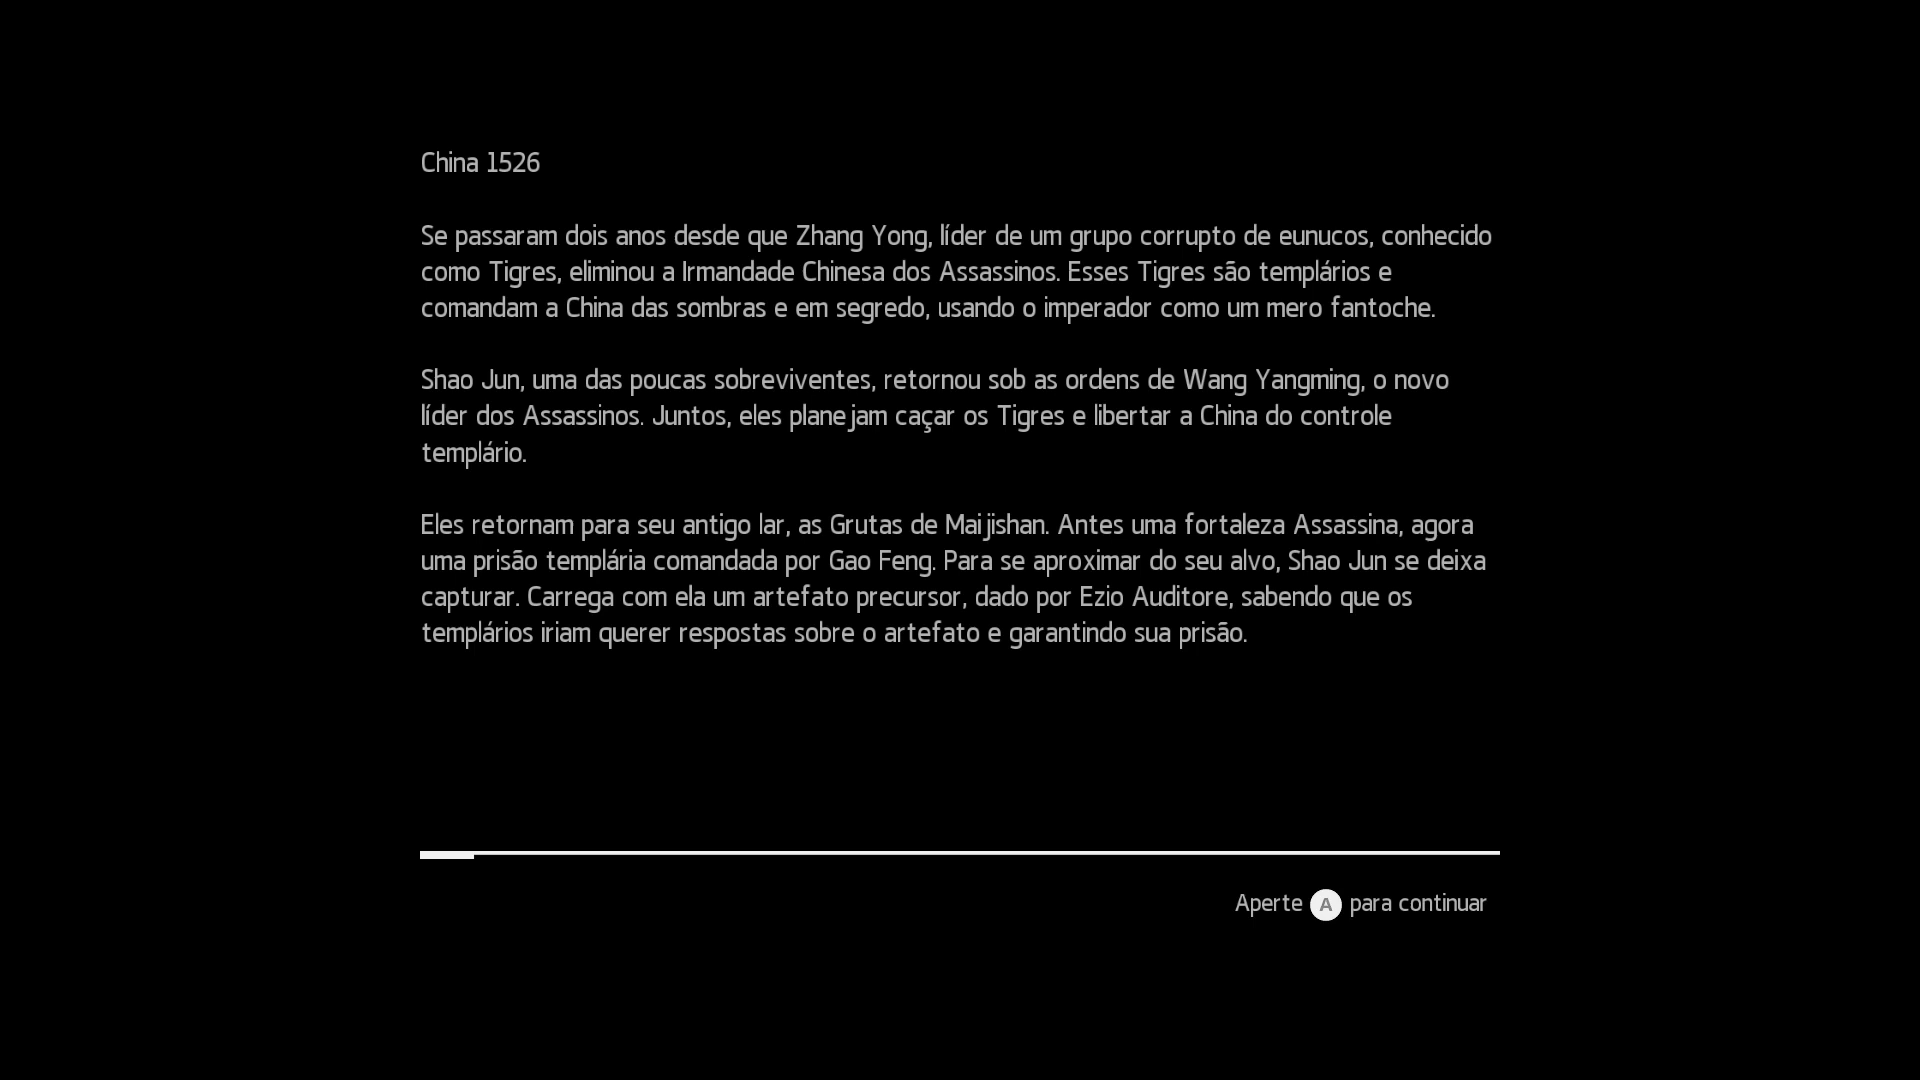 China 1526
Se passaram dois anos desde que Zhang Yong, líder de um grupo corrupto de eunucos, conhecido
como Tigres, eliminou a Irmandade Chinesa dos Assassinos. Esses Tigres são templários e
comandam a China das sombras e em segredo, usando o imperador como um mero fantoche.
Shao Jun, uma das poucas sobreviventes, retornou sob as ordens de Wang Yangming, o novo
líder dos Assassinos. Juntos, eles planejam caçar os Tigres e libertar a China do controle
templário.
Eles retornam para seu antigo lar, as Grutas de Maijishan. Antes uma fortaleza Assassina, agora
uma prisão templária comandada por Gao Feng. Para se aproximar do seu alvo, Shao Jun se deixa
capturar. Carrega com ela um artefato precursor, dado por Ezio Auditore, sabendo que os
templários iriam querer respostas sobre o artefato e garantindo sua prisão.
Aperte A para continuar